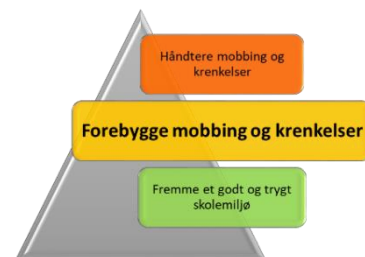 Håndtere mobbing og
krenkelser
Forebygge mobbing og krenkelser
Fremme et godt og trygt
skolemiljø